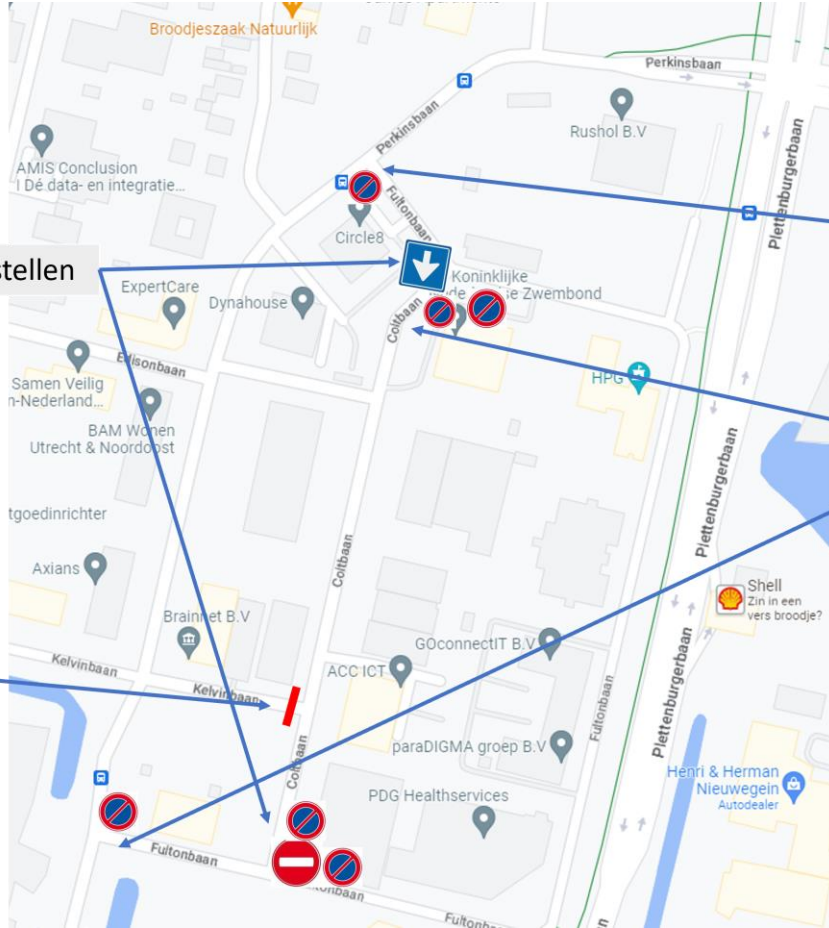 Broodjeszaak Natuurlijk
Perkinsbaan
Perkinsbaan
Rushol B.V
Plettenburgerbaan
AMIS Conclusion
| Dé data- en integratie...
Fultonbaan
Circle8
stellen
ExpertCare
Koninklijke
se Zwembond
Dynahouse
Coltbaan
Edisonbaan
Samen Veilig
n-Nederland...
HPG
BAM Wonen
Utrecht & Noordoost
Plettenburgerbaan
tgoedinrichter
Coltbaan
Axians
Shell
Zin in een
vers broodje?
Brainnet B.V
GOconnectIT B.V
Kelvinbaan
ACC ICT
Kelvinbaan
Fultonbaan
Plettenburgerbaan
Coltbaan
paraDIGMA groep B.V
Henri & Herman
Nieuwegein
Autodealer
PDG Healthservices
Fultonbaan
Fultonbaan